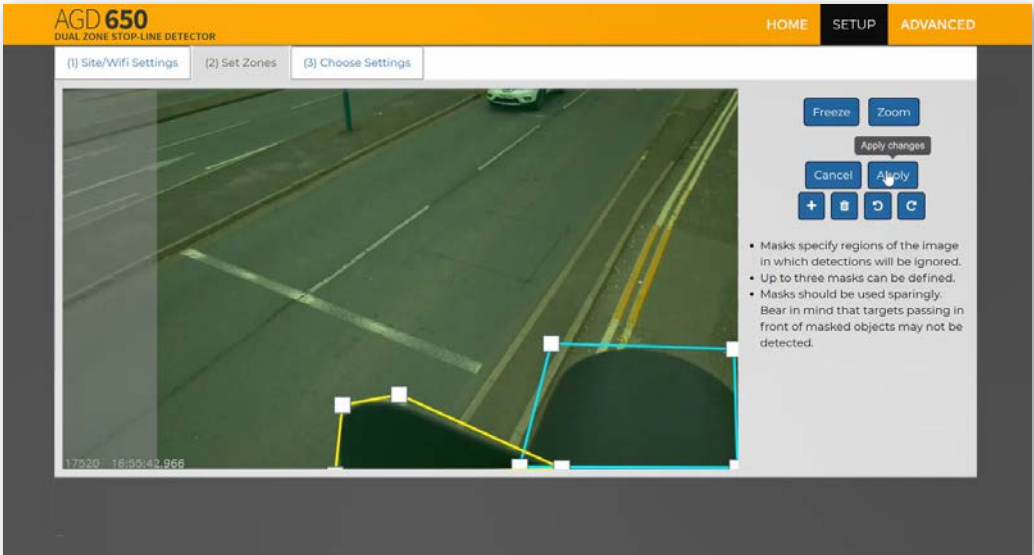 AGD 650
DUAL ZONE STOP-LINE DETECTOR
HOME SETUP ADVANCED
(1) Site/Wifi Settings (2) Set Zones (3) Choose Settings
Freeze Zoom
Apply changes
Cancel Apply
• Masks specify regions of the image
in which detections will be ignored.
• Up to three masks can be defined.
• Masks should be used sparingly.
Bear in mind that targets passing in
front of masked objects may not be
detected.
17520 16:55:42.966